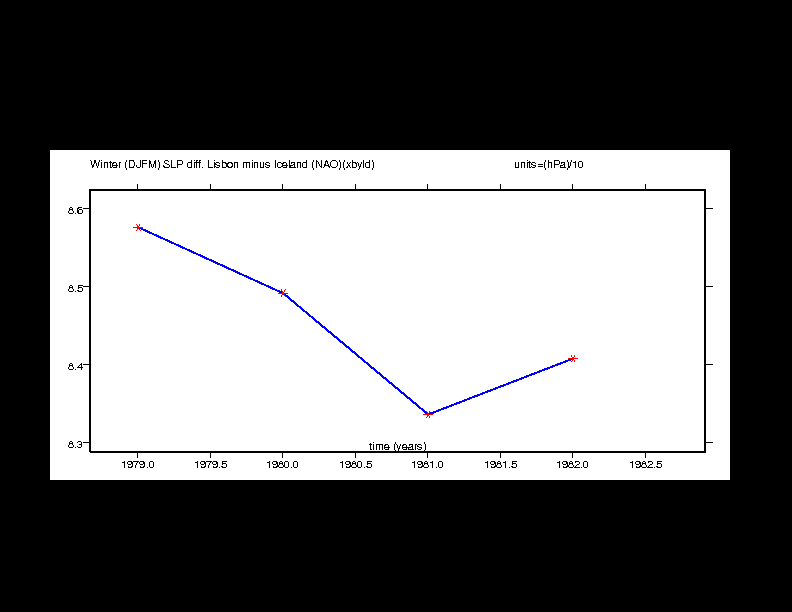 Winter (DJFM) SLP diff. Lisbon minus Iceland (NAO)(xbyld) units=(hPa)/10
8.6
8.5
8.4
8.3
time (years)
1979.0 1979.5 1980.0 1980.5 1981.0 1981.5 1982.0 1982.5